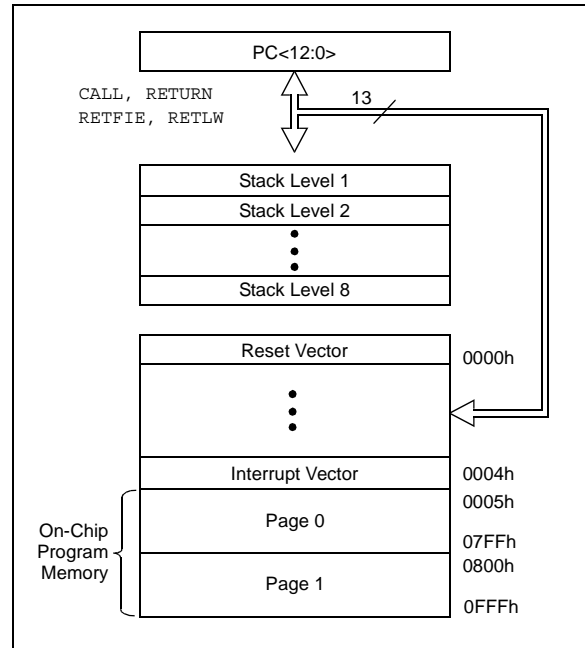 PC<12:0>
CALL, RETURN
RETFIE, RETLW
13
Stack Level 1
Stack Level 2
Stack Level 8
Reset Vector
0000h
Interrupt Vector
0004h
0005h
On-Chip
Program
Memory
Page 0
07FFh
0800h
Page 1
0FFFh